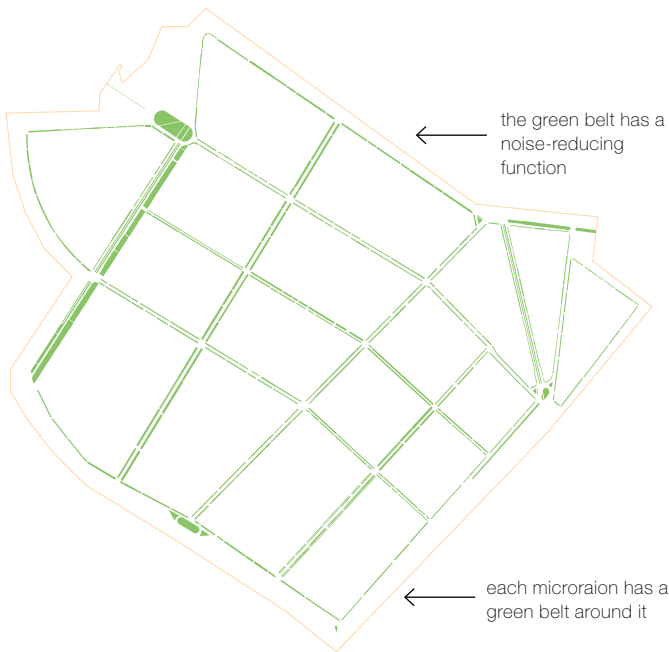 the green belt has a
noise-reducing
function
each microraion has a
green belt around it